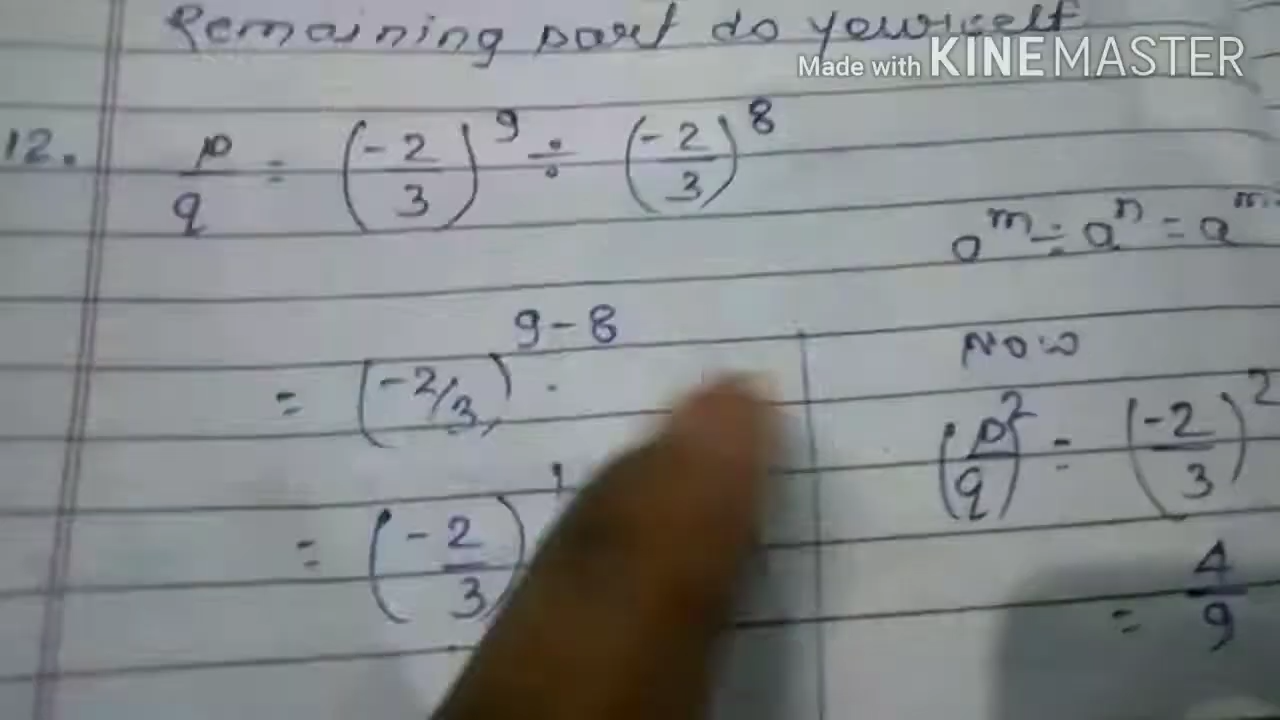 Remaining part do yourself
Made with KINEMASTER
12. p/q = (-2/3)^9 ÷ (-2/3)^8
a^m ÷ a^n = a^m-
= (-2/3)^9-8
= (-2/3)^1
Now
(p/q)^2 = (-2/3)^2
= 4/9